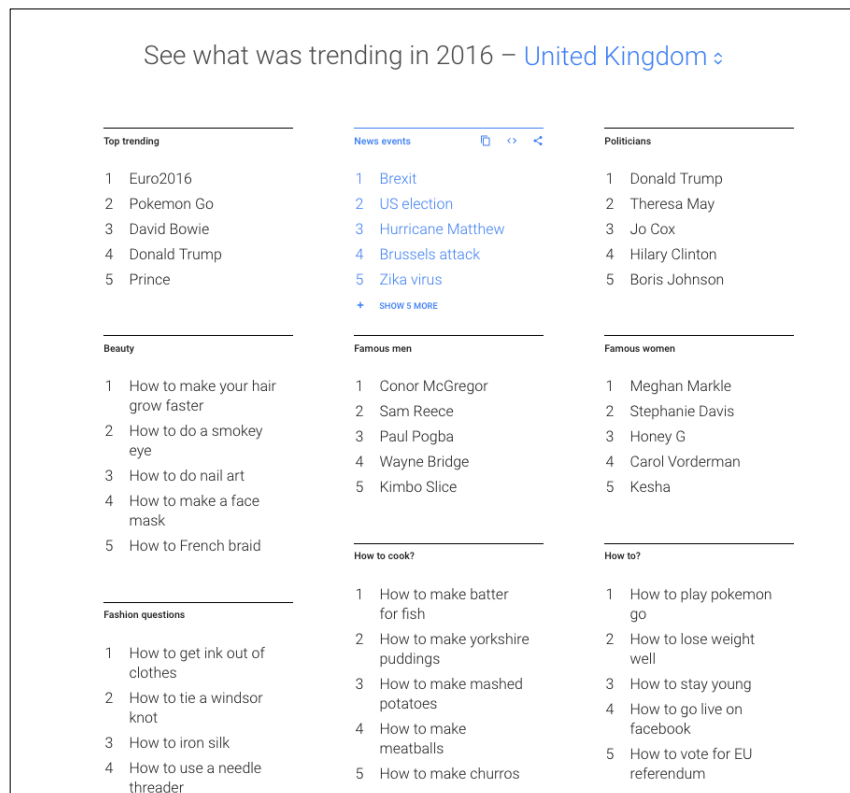 See what was trending in 2016 – United Kingdom
Top trending
1 Euro2016
2 Pokemon Go
3 David Bowie
4 Donald Trump
5 Prince
News events
1 Brexit
2 US election
3 Hurricane Matthew
4 Brussels attack
5 Zika virus
+ SHOW 5 MORE
Politicians
1 Donald Trump
2 Theresa May
3 Jo Cox
4 Hilary Clinton
5 Boris Johnson
Beauty
1 How to make your hair
grow faster
2 How to do a smokey
eye
3 How to do nail art
4 How to make a face
mask
5 How to French braid
Famous men
1 Conor McGregor
2 Sam Reece
3 Paul Pogba
4 Wayne Bridge
5 Kimbo Slice
Famous women
1 Meghan Markle
2 Stephanie Davis
3 Honey G
4 Carol Vorderman
5 Kesha
Fashion questions
1 How to get ink out of
clothes
2 How to tie a windsor
knot
3 How to iron silk
4 How to use a needle
threader
How to cook?
1 How to make batter
for fish
2 How to make yorkshire
puddings
3 How to make mashed
potatoes
4 How to make
meatballs
5 How to make churros
How to?
1 How to play pokemon
go
2 How to lose weight
well
3 How to stay young
4 How to go live on
facebook
5 How to vote for EU
referendum